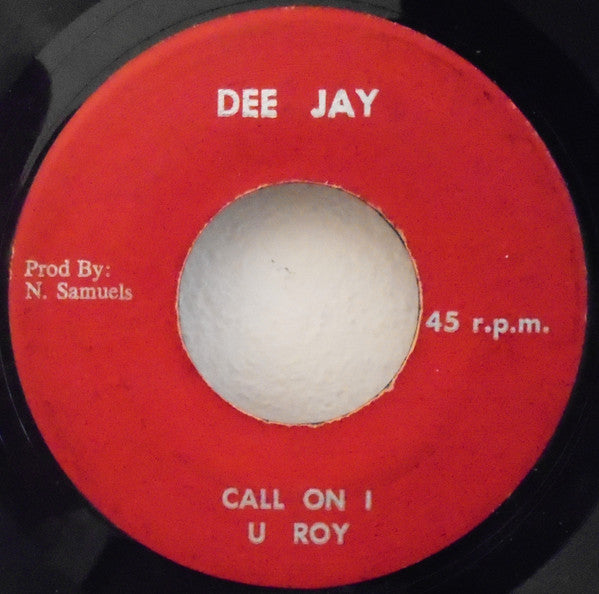 DEE JAY
Prod By:
N. Samuels
45 r.p.m.
CALL ON I
U ROY